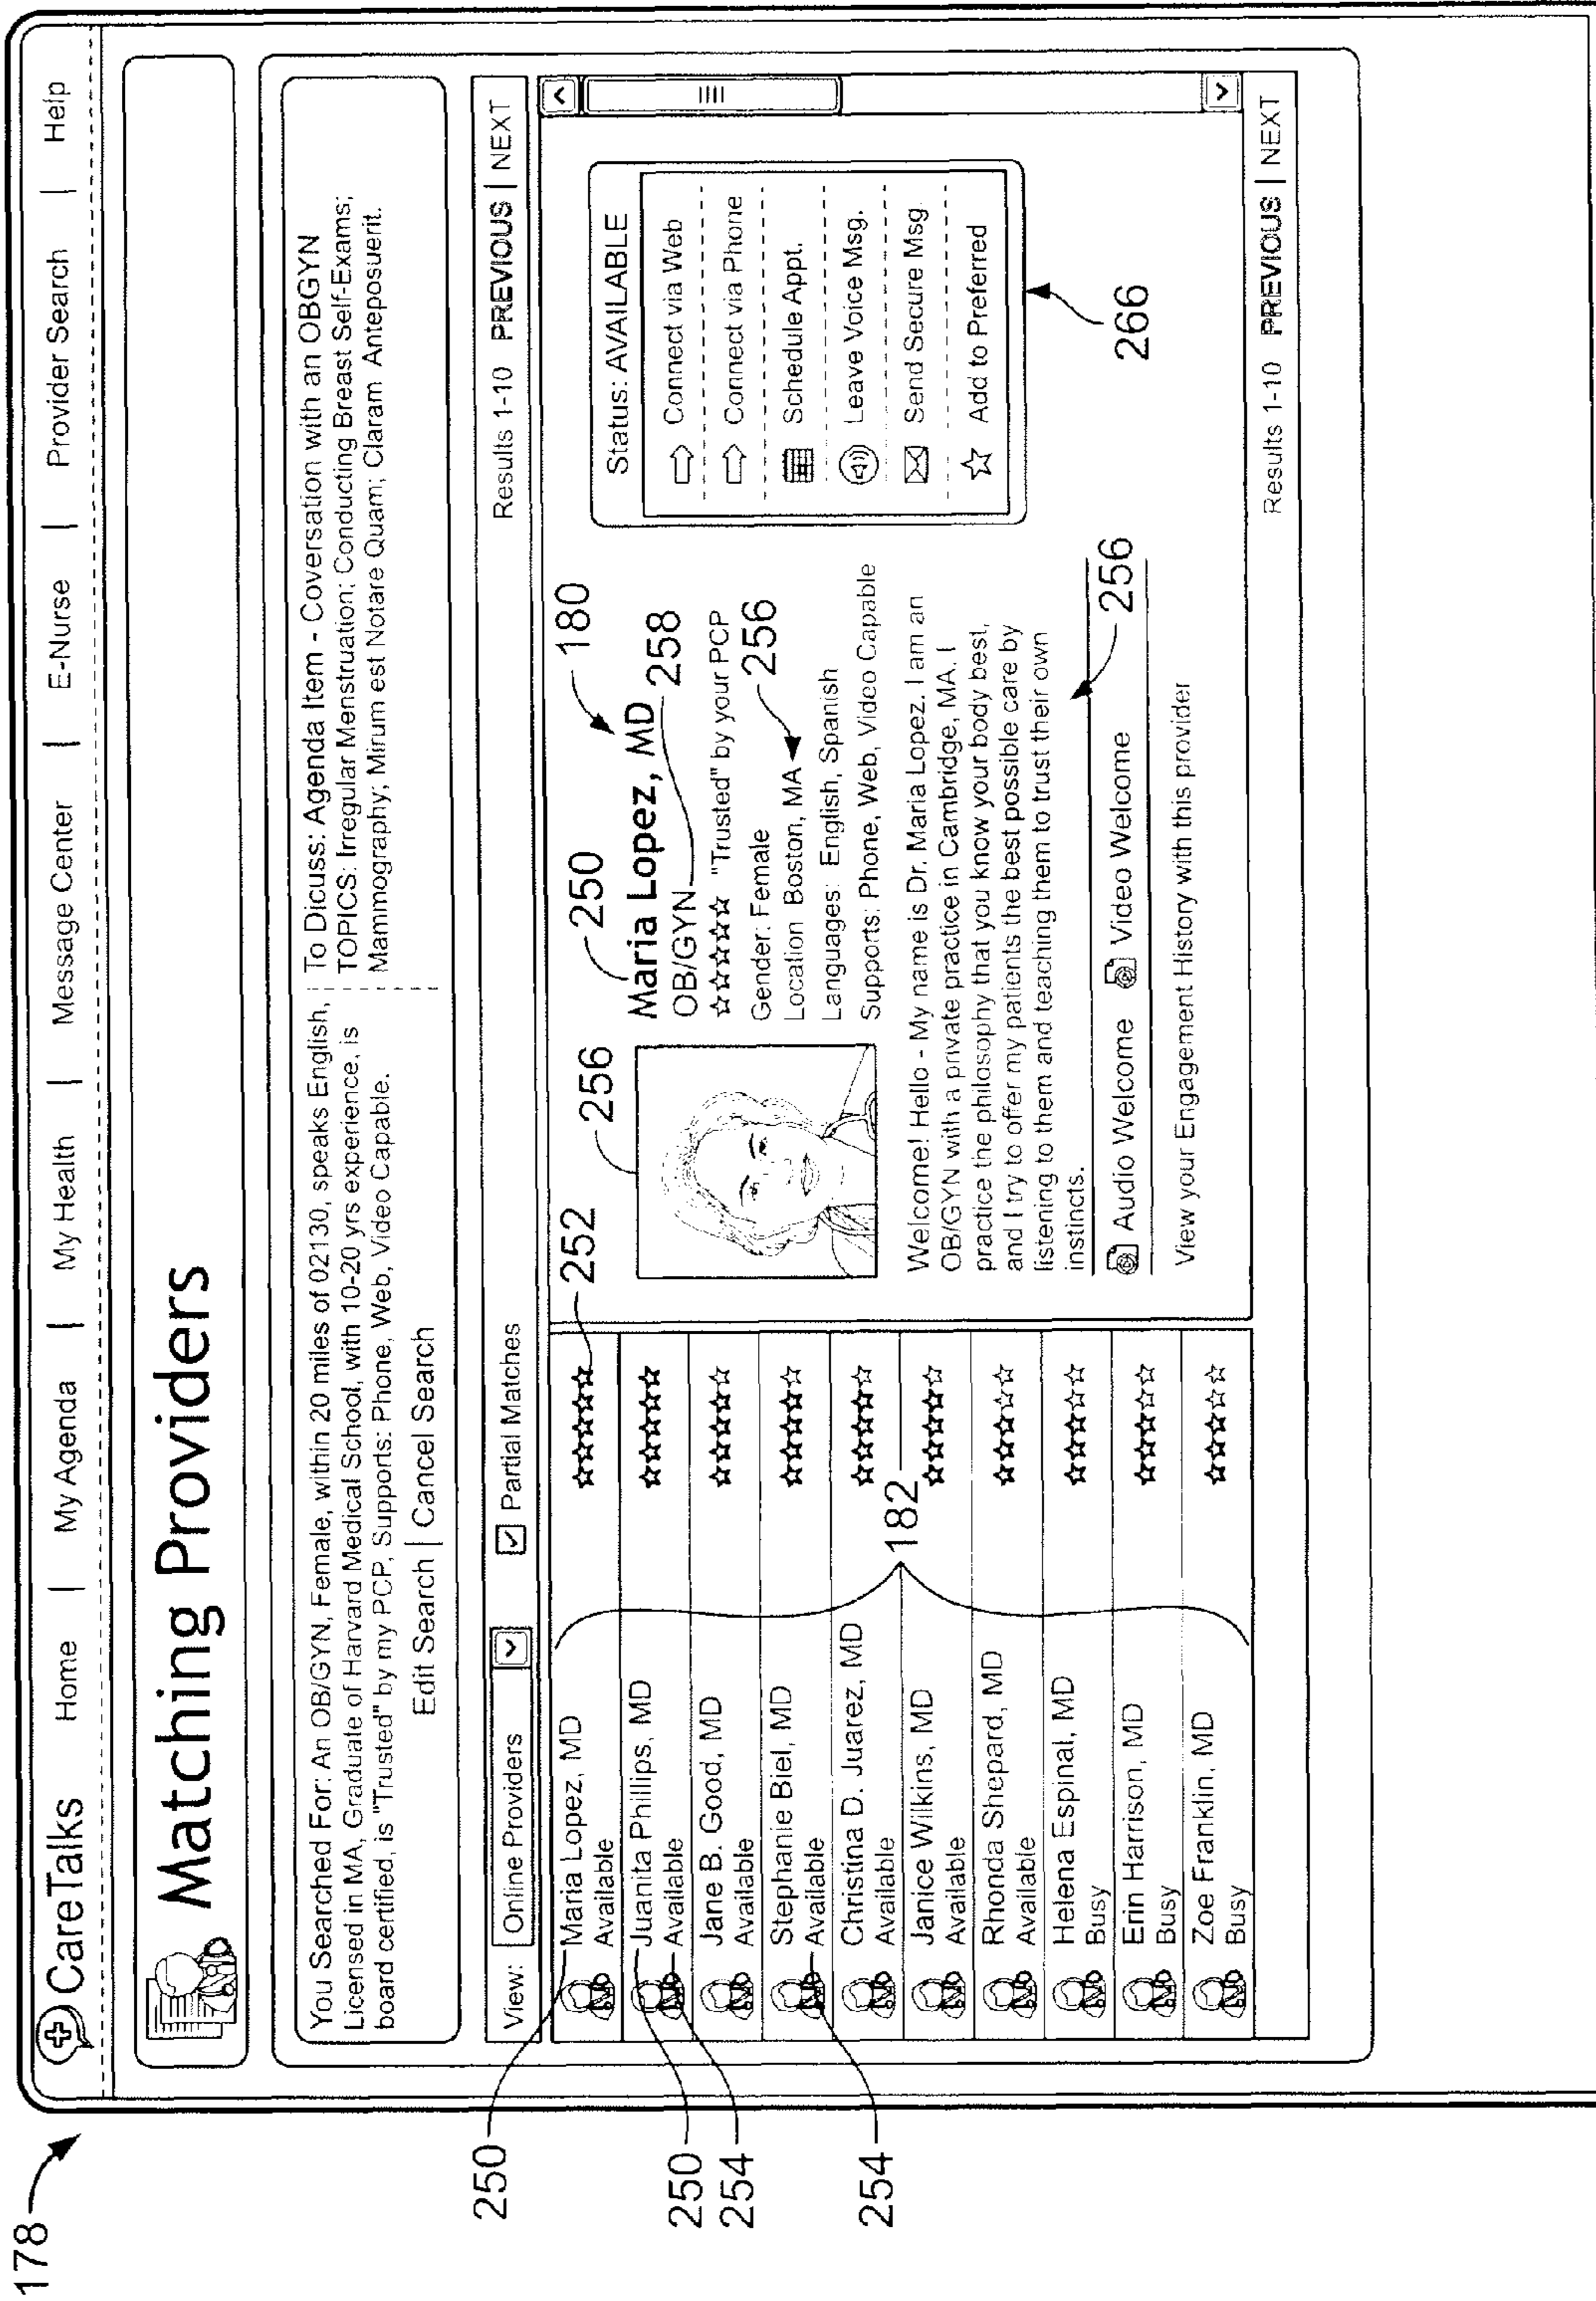 178
CareTalks
Home | My Agenda | My Health | Message Center | E-Nurse | Provider Search | Help
Matching Providers
You Searched For: An OB/GYN, Female, within 20 miles of 02130, speaks English,
Licensed in MA, Graduate of Harvard Medical School, with 10-20 yrs experience, is
board certified, is "Trusted" by my PCP, Supports: Phone, Web, Video Capable.
Edit Search | Cancel Search
To Dicuss: Agenda Item - Coversation with an OBGYN
TOPICS: Irregular Menstruation; Conducting Breast Self-Exams;
Mammography; Mirum est Notare Quam; Claram Anteposuerit.
View: Online Providers
Partial Matches
Results 1-10 PREVIOUS | NEXT
250
Maria Lopez, MD
Available
252
250
Juanita Phillips, MD
254
Available
Jane B. Good, MD
Available
Stephanie Biel, MD
254
Available
Christina D. Juarez, MD
Available
182
Janice Wilkins, MD
Available
Rhonda Shepard, MD
Available
Helena Espinal, MD
Busy
Erin Harrison, MD
Busy
Zoe Franklin, MD
Busy
256
250
180
Maria Lopez, MD
OB/GYN
258
"Trusted" by your PCP
Gender: Female
256
Location Boston, MA
Languages: English, Spanish
Supports: Phone, Web, Video Capable
Welcome! Hello - My name is Dr. Maria Lopez. I am an
OB/GYN with a private practice in Cambridge, MA. I
practice the philosophy that you know your body best,
and I try to offer my patients the best possible care by
listening to them and teaching them to trust their own
instincts.
256
Audio Welcome
Video Welcome
View your Engagement History with this provider
Status: AVAILABLE
Connect via Web
Connect via Phone
Schedule Appt.
Leave Voice Msg.
Send Secure Msg.
Add to Preferred
266
Results 1-10 PREVIOUS | NEXT